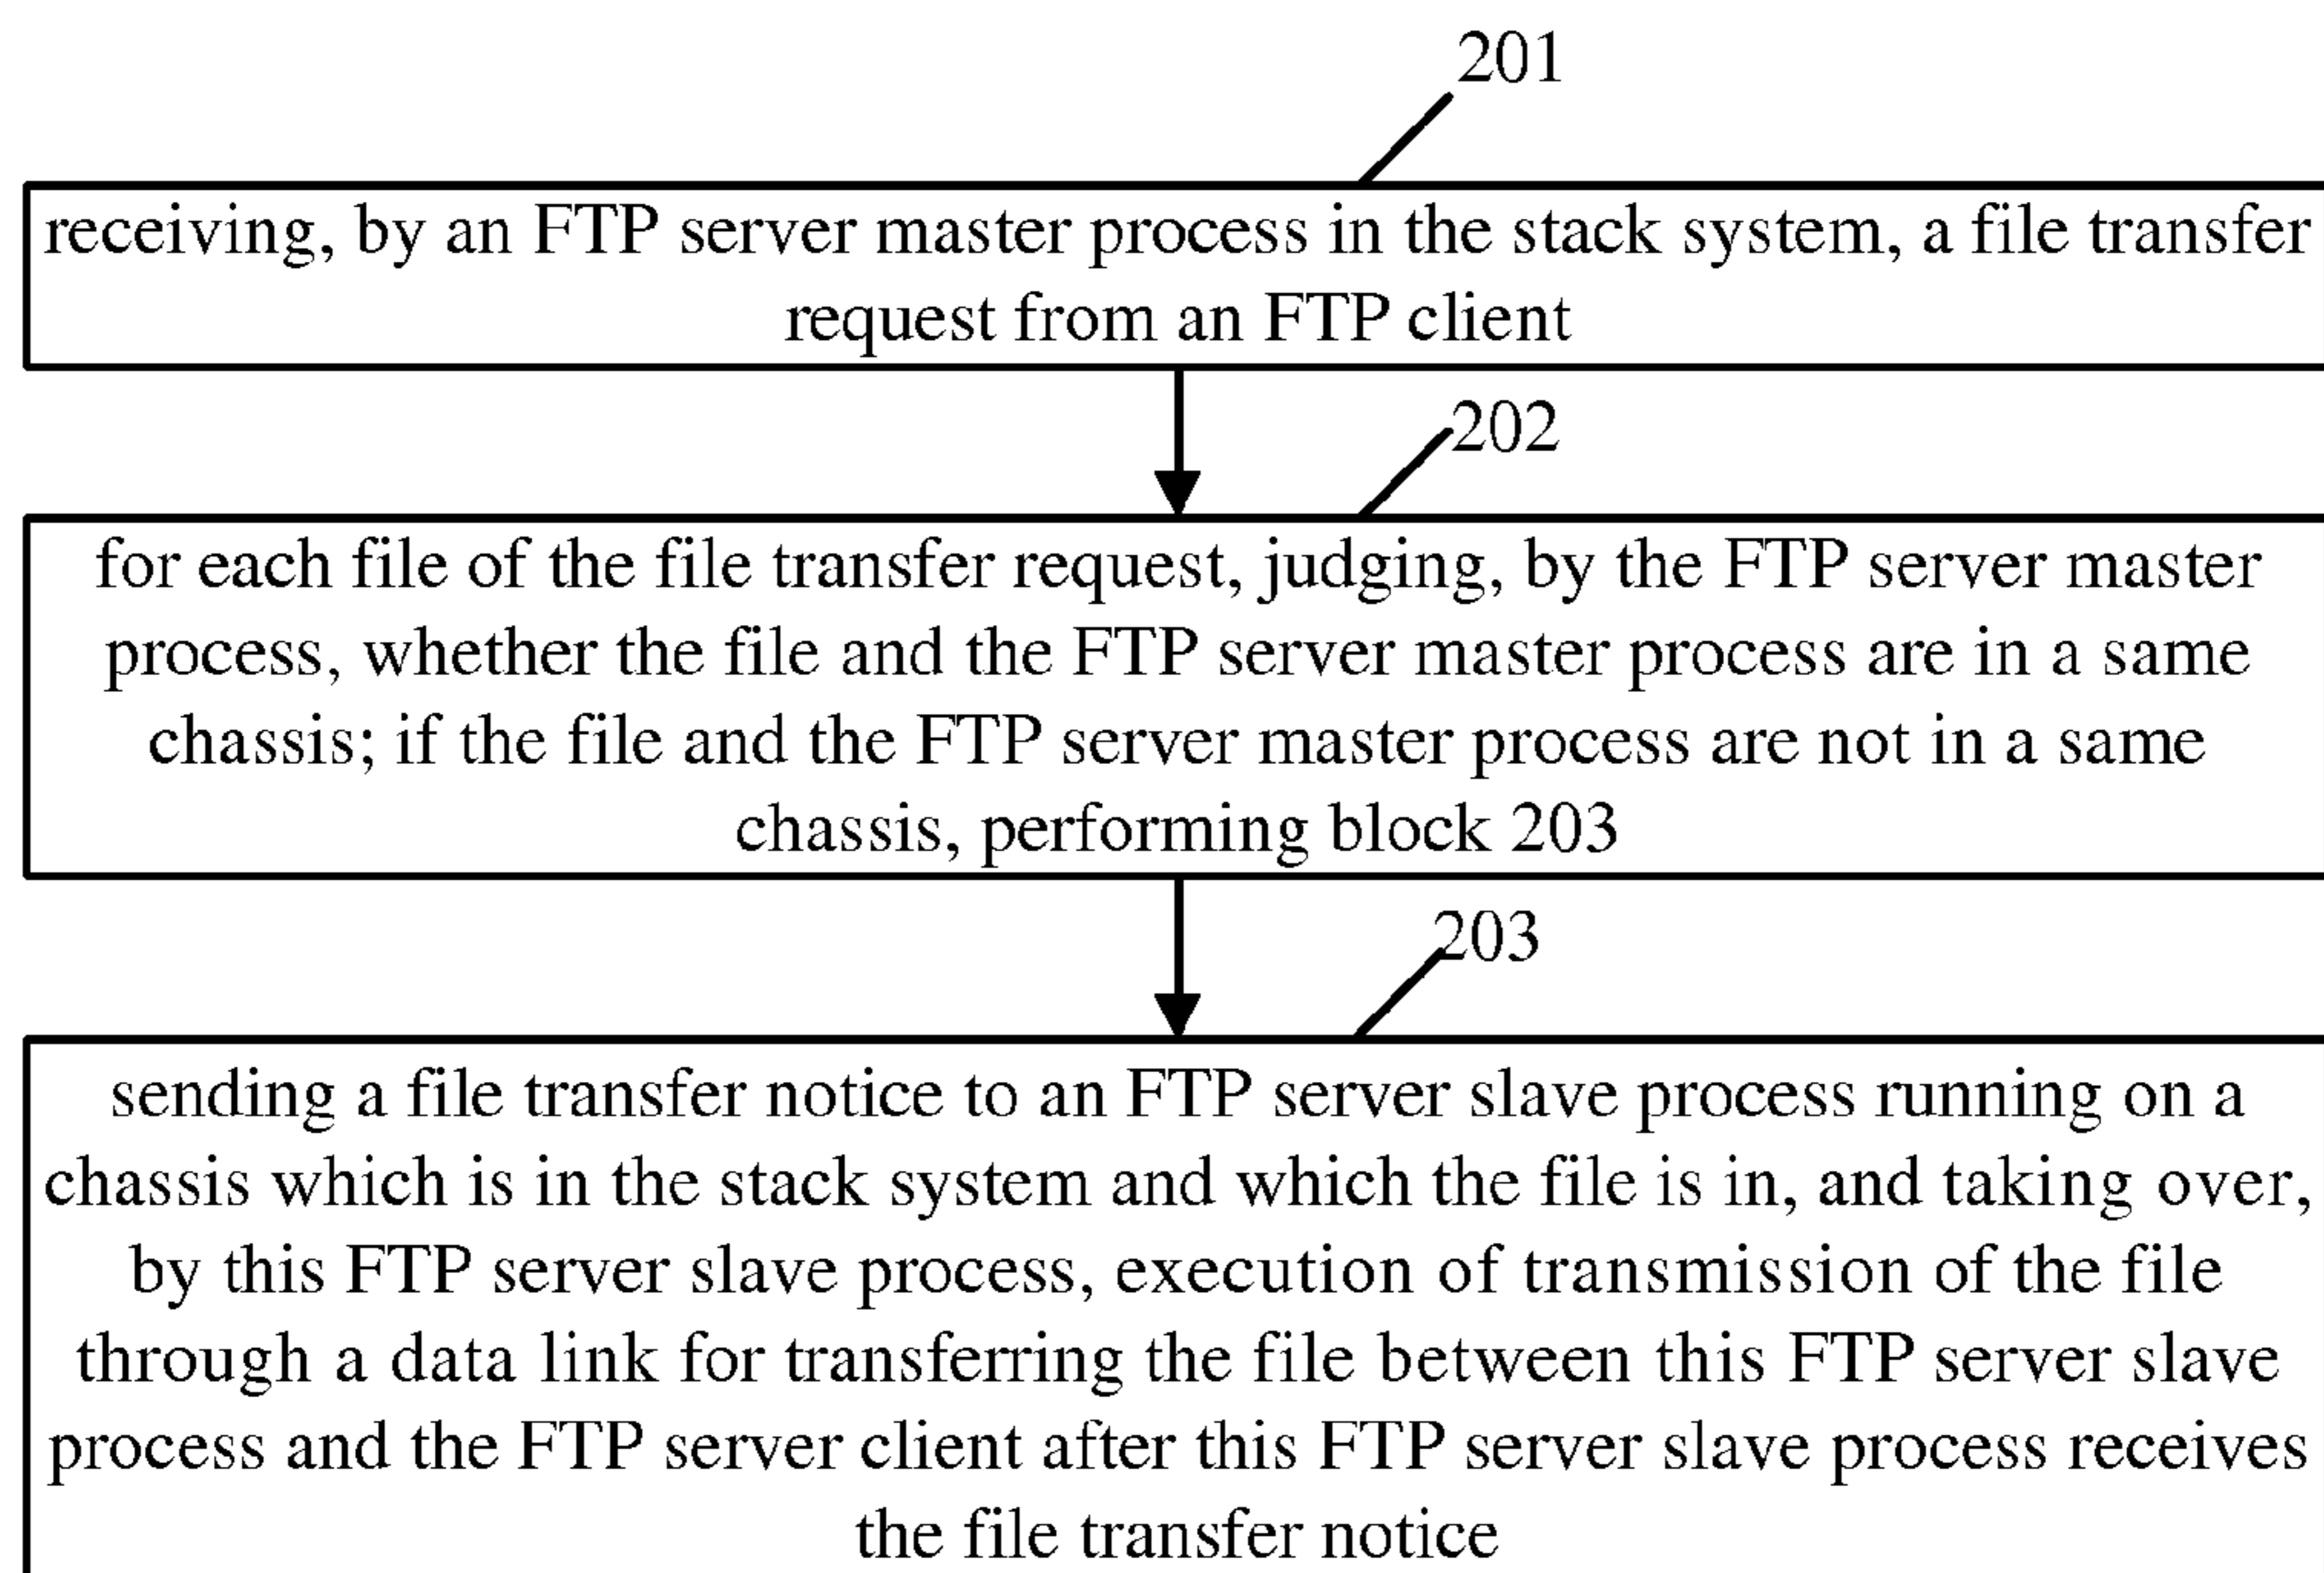 201
receiving, by an FTP server master process in the stack system, a file transfer
request from an FTP client
202
for each file of the file transfer request, judging, by the FTP server master
process, whether the file and the FTP server master process are in a same
chassis; if the file and the FTP server master process are not in a same
chassis, performing block 203
203
sending a file transfer notice to an FTP server slave process running on a
chassis which is in the stack system and which the file is in, and taking over,
by this FTP server slave process, execution of transmission of the file
through a data link for transferring the file between this FTP server slave
process and the FTP server client after this FTP server slave process receives
the file transfer notice